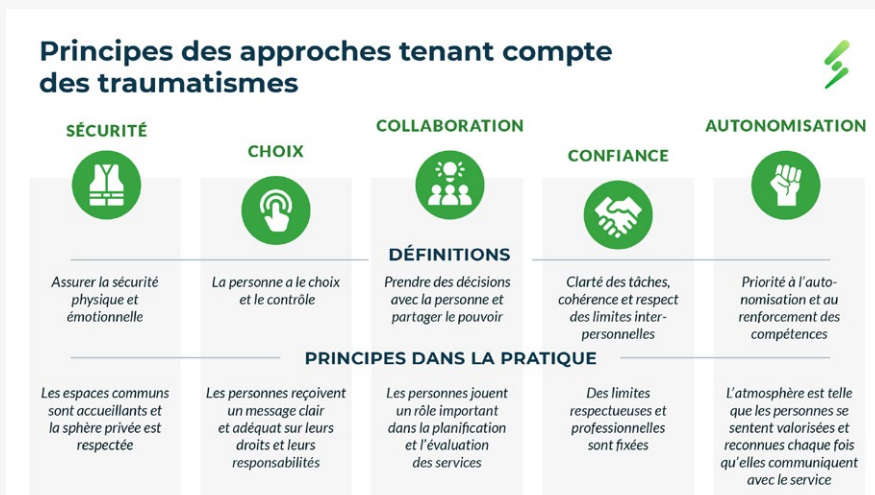 Principes des approches tenant compte
des traumatismes
SÉCURITÉ
CHOIX
COLLABORATION
CONFIANCE
AUTONOMISATION
DÉFINITIONS
Assurer la sécurité
physique et
émotionnelle
La personne a le choix
et le contrôle
Prendre des décisions
avec la personne et
partager le pouvoir
Clarté des tâches,
cohérence et respect
des limites inter-
personnelles
Priorité à l'auto-
nomisation et au
renforcement des
compétences
PRINCIPES DANS LA PRATIQUE
Les espaces communs
sont accueillants et
la sphère privée est
respectée
Les personnes reçoivent
un message clair
et adéquat sur leurs
droits et leurs
responsabilités
Les personnes jouent
un rôle important
dans la planification
et l'évaluation
des services
Des limites
respectueuses et
professionnelles
sont fixées
L'atmosphère est telle
que les personnes se
sentent valorisées et
reconnues chaque fois
qu'elles communiquent
avec le service